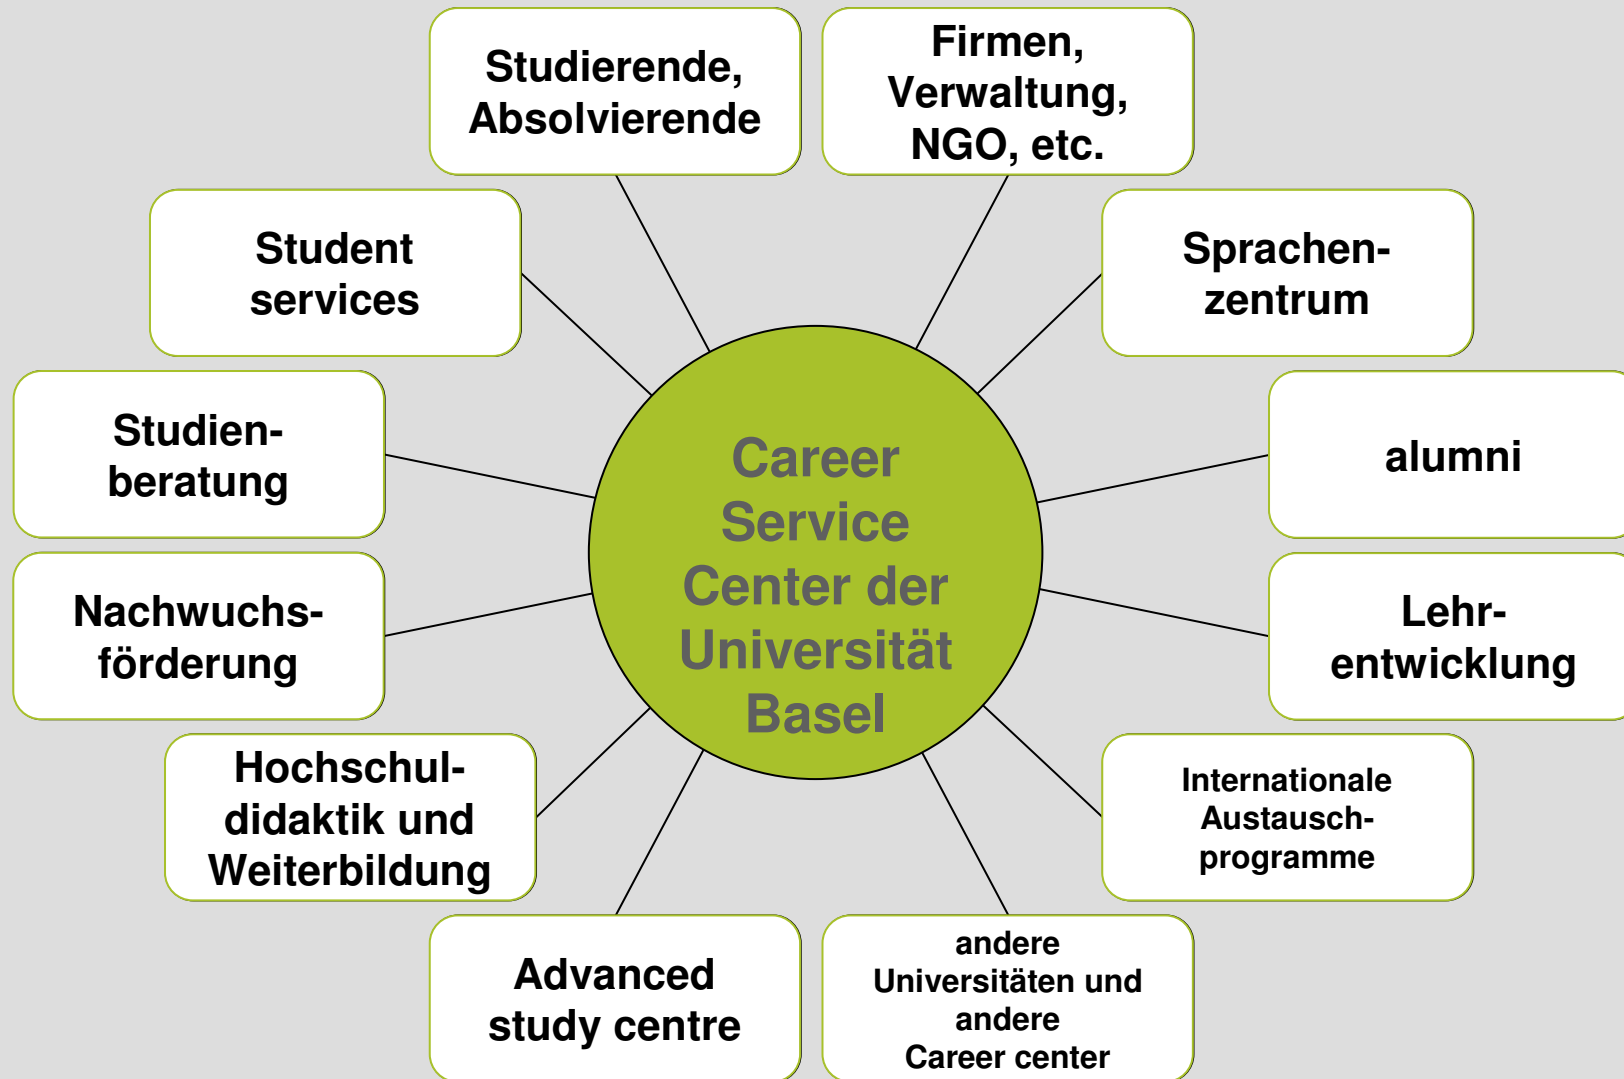 Studierende,
Absolvierende
Firmen,
Verwaltung,
NGO, etc.
Student
services
Sprachen-
zentrum
Studien-
beratung
alumni
Career
Service
Center der
Universität
Basel
Nachwuchs-
förderung
Lehr-
entwicklung
Hochschul-
didaktik und
Weiterbildung
Internationale
Austausch-
programme
Advanced
study centre
andere
Universitäten und
andere
Career center